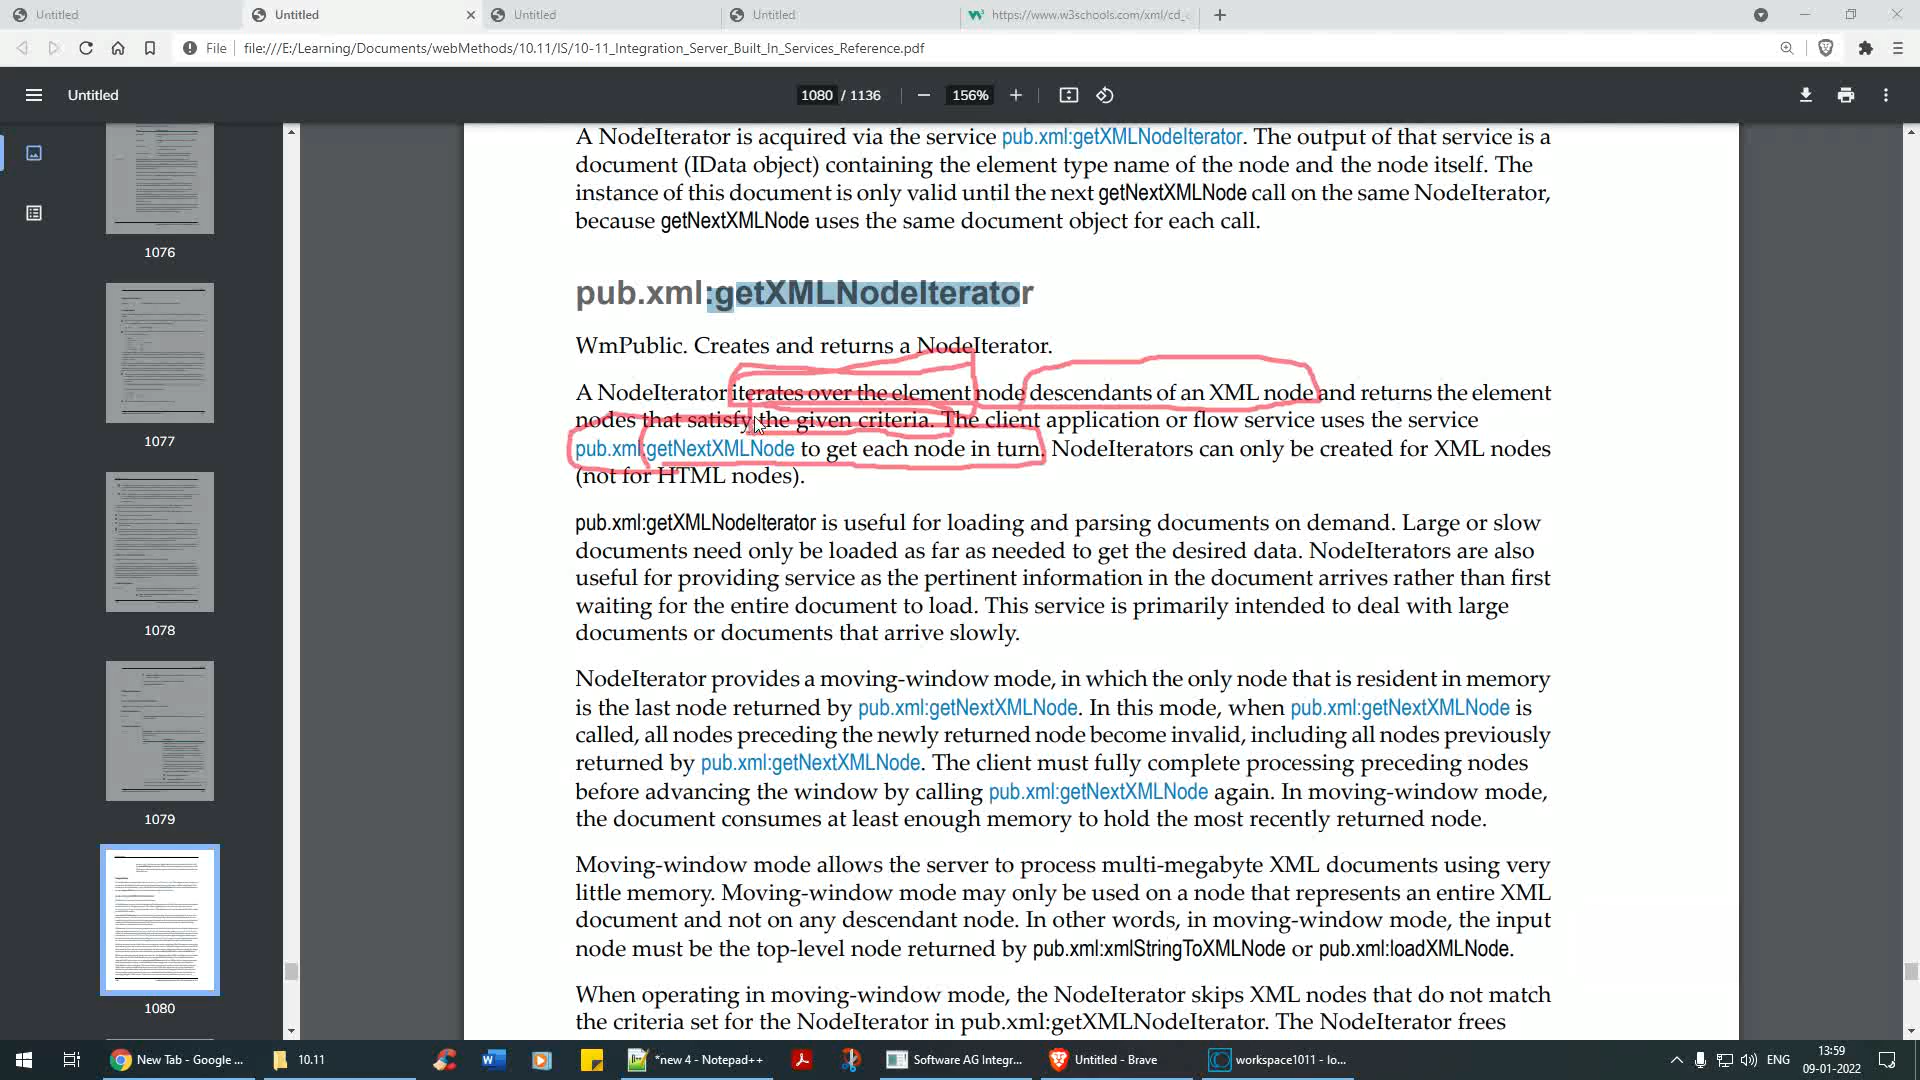 Untitled
Untitled
Untitled
Untitled
https://www.w3schools.com/xml/cd_
File
file:///E:/Learning/Documents/webMethods/10.11/IS/10-11_Integration_Server_Built_In_Services_Reference.pdf
Untitled
1080 / 1136
156%
1076
1077
1078
1079
1080
A NodeIterator is acquired via the service pub.xml:getXMLNodeIterator. The output of that service is a
document (IData object) containing the element type name of the node and the node itself. The
instance of this document is only valid until the next getNextXMLNode call on the same NodeIterator,
because getNextXMLNode uses the same document object for each call.
pub.xml:getXMLNodeIterator
WmPublic. Creates and returns a NodeIterator.
A NodeIterator iterates over the element node descendants of an XML node and returns the element
nodes that satisfy the given criteria. The client application or flow service uses the service
pub.xml:getNextXMLNode to get each node in turn. NodeIterators can only be created for XML nodes
(not for HTML nodes).
pub.xml:getXMLNodeIterator is useful for loading and parsing documents on demand. Large or slow
documents need only be loaded as far as needed to get the desired data. NodeIterators are also
useful for providing service as the pertinent information in the document arrives rather than first
waiting for the entire document to load. This service is primarily intended to deal with large
documents or documents that arrive slowly.
NodeIterator provides a moving-window mode, in which the only node that is resident in memory
is the last node returned by pub.xml:getNextXMLNode. In this mode, when pub.xml:getNextXMLNode is
called, all nodes preceding the newly returned node become invalid, including all nodes previously
returned by pub.xml:getNextXMLNode. The client must fully complete processing preceding nodes
before advancing the window by calling pub.xml:getNextXMLNode again. In moving-window mode,
the document consumes at least enough memory to hold the most recently returned node.
Moving-window mode allows the server to process multi-megabyte XML documents using very
little memory. Moving-window mode may only be used on a node that represents an entire XML
document and not on any descendant node. In other words, in moving-window mode, the input
node must be the top-level node returned by pub.xml:xmlStringToXMLNode or pub.xml:loadXMLNode.
When operating in moving-window mode, the NodeIterator skips XML nodes that do not match
the criteria set for the NodeIterator in pub.xml:getXMLNodeIterator. The NodeIterator frees
New Tab - Google ...
10.11
*new 4 - Notepad++
Software AG Integr...
Untitled - Brave
workspace1011 - Io...
ENG
13:59
09-01-2022